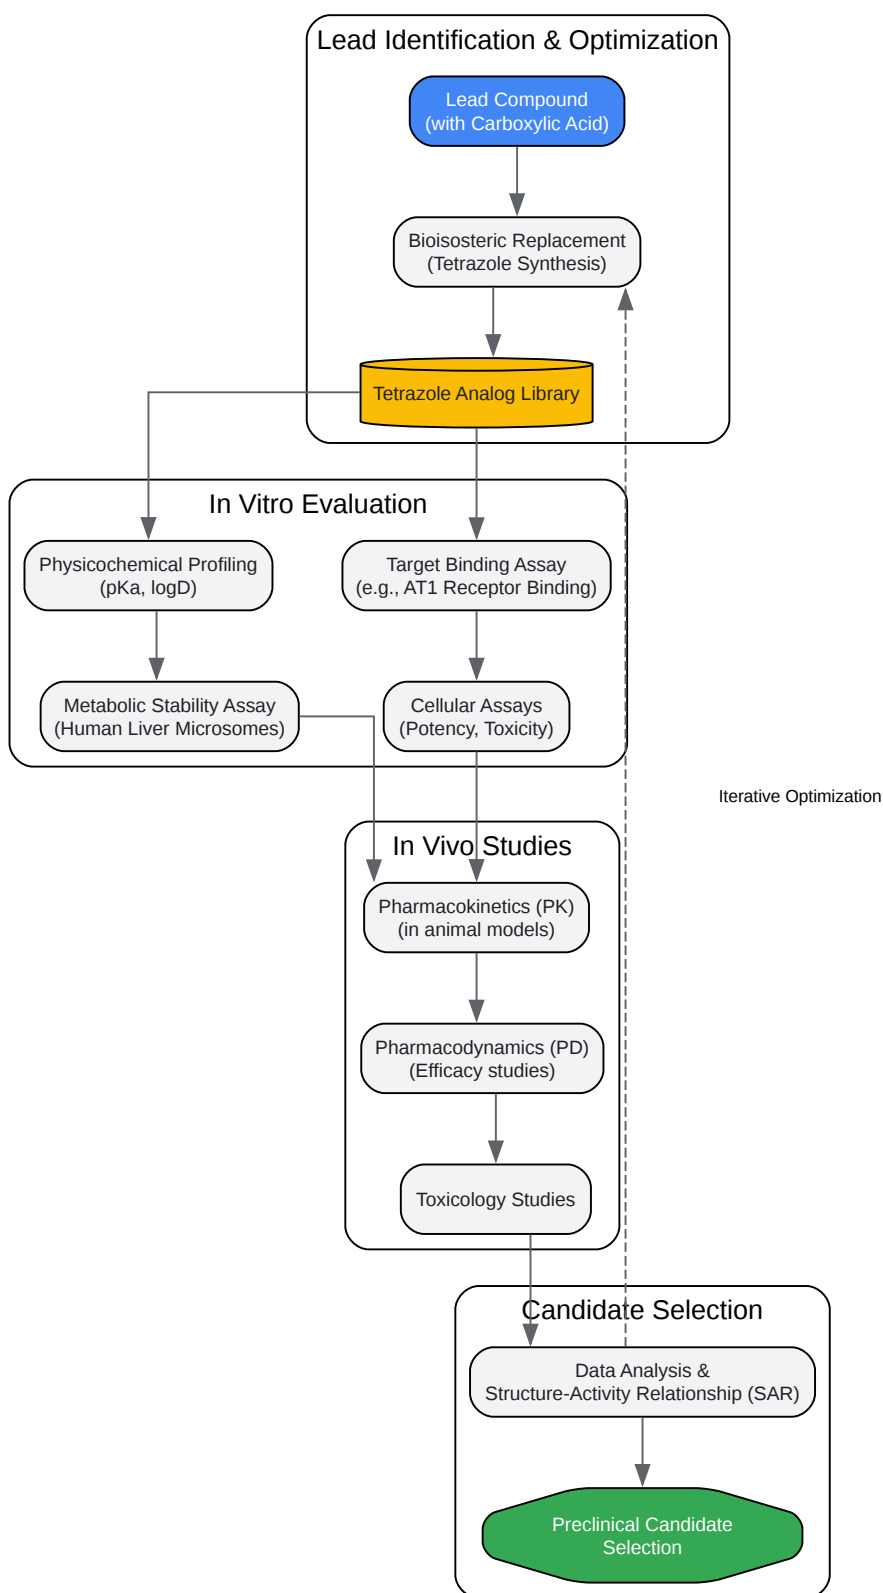 Lead Identification & Optimization
Lead Compound
(with Carboxylic Acid)
Bioisosteric Replacement
(Tetrazole Synthesis)
Tetrazole Analog Library
In Vitro Evaluation
Physicochemical Profiling
(pKa, logD)
Target Binding Assay
(e.g., AT1 Receptor Binding)
Metabolic Stability Assay
(Human Liver Microsomes)
Cellular Assays
(Potency, Toxicity)
Iterative Optimization
In Vivo Studies
Pharmacokinetics (PK)
(in animal models)
Pharmacodynamics (PD)
(Efficacy studies)
Toxicology Studies
Candidate Selection
Data Analysis &
Structure-Activity Relationship (SAR)
Preclinical Candidate
Selection